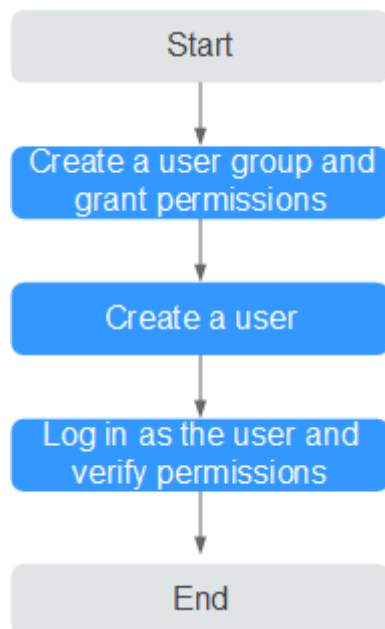 Start
Create a user group and
grant permissions
Create a user
Log in as the user and
verify permissions
End